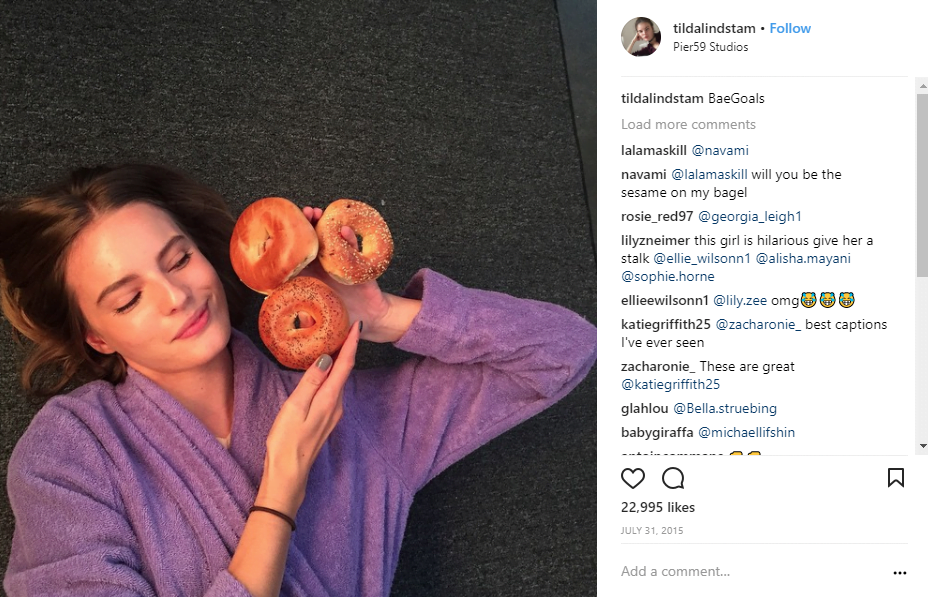 tildalindstam • Follow
Pier59 Studios
tildalindstam BaeGoals
Load more comments
lalamaskill @navami
navami @lalamaskill will you be the
sesame on my bagel
rosie_red97 @georgia_leigh1
lilyzneimer this girl is hilarious give her a
stalk @ellie_wilsonn1 @alisha.mayani
@sophie.horne
ellieewilsonn1 @lily.zee omg😹😹😹
katiegriffith25 @zacharonie_ best captions
I've ever seen
zacharonie_ These are great
@katiegriffith25
glahlou @Bella.struebing
babygiraffa @michaellifshin
22,995 likes
JULY 31, 2015
Add a comment...